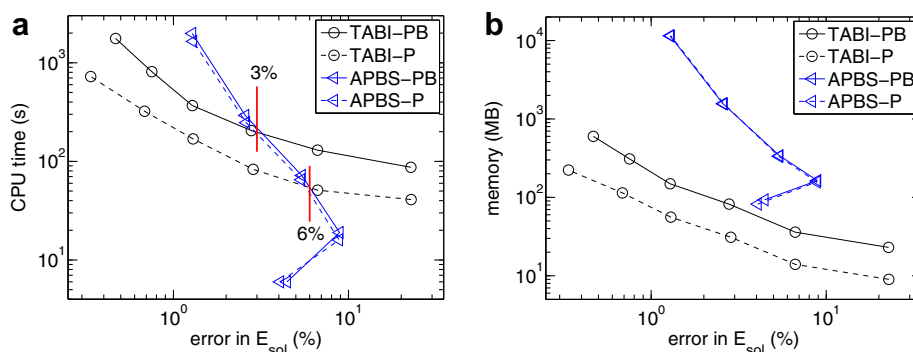 a
TABI–PB
TABI–P
APBS–PB
APBS–P
3%
6%
10^3
10^2
10^1
CPU time (s)
10^0
10^1
error in E_sol (%)
b
TABI–PB
TABI–P
APBS–PB
APBS–P
10^4
10^3
10^2
10^1
memory (MB)
10^0
10^1
error in E_sol (%)